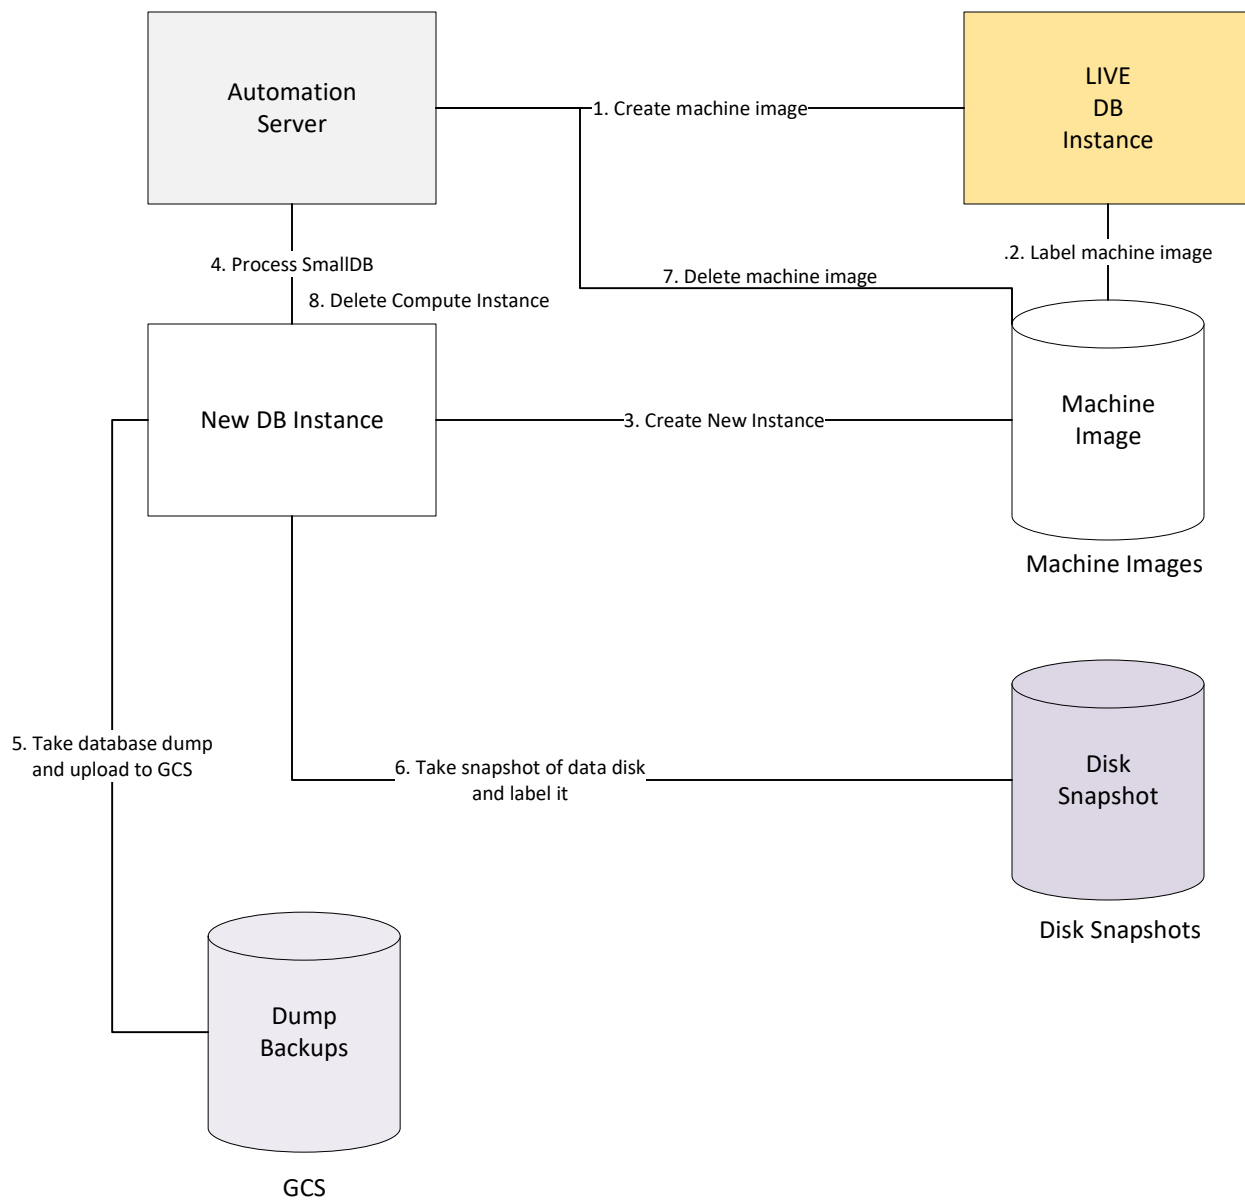 Automation
Server
LIVE
DB
Instance
1. Create machine image
4. Process SmallDB
.2. Label machine image
7. Delete machine image
8. Delete Compute Instance
New DB Instance
3. Create New Instance
Machine
Image
Machine Images
5. Take database dump
and upload to GCS
6. Take snapshot of data disk
and label it
Disk
Snapshot
Disk Snapshots
Dump
Backups
GCS